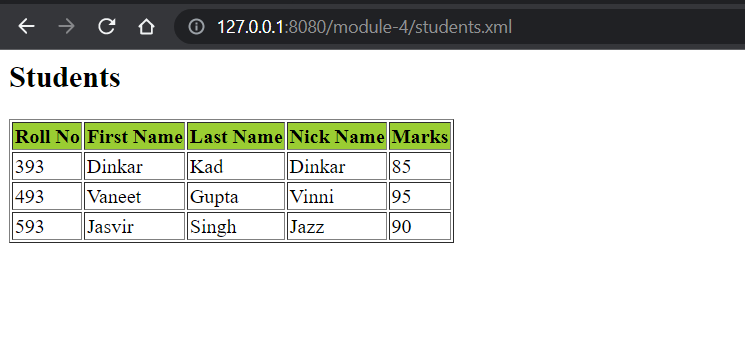 127.0.0.1:8080/module-4/students.xml
Students
Roll No First Name Last Name Nick Name Marks
393 Dinkar Kad Dinkar 85
493 Vaneet Gupta Vinni 95
593 Jasvir Singh Jazz 90